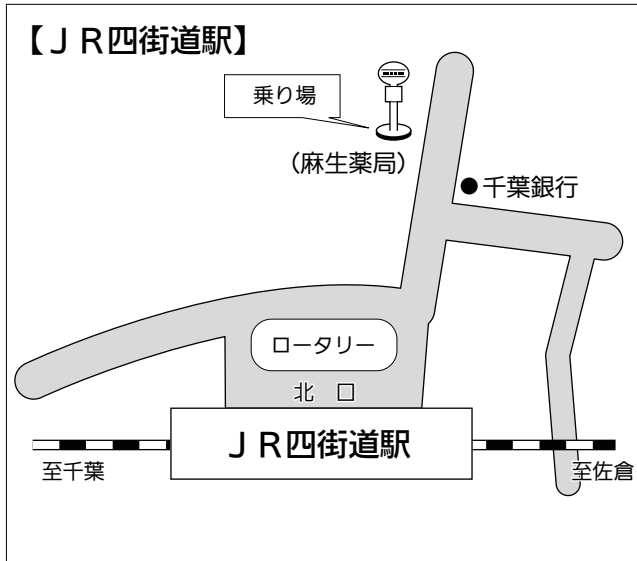 【ＪＲ四街道駅】
乗り場
(麻生薬局)
●千葉銀行
ロータリー
北　口
ＪＲ四街道駅
至千葉
至佐倉